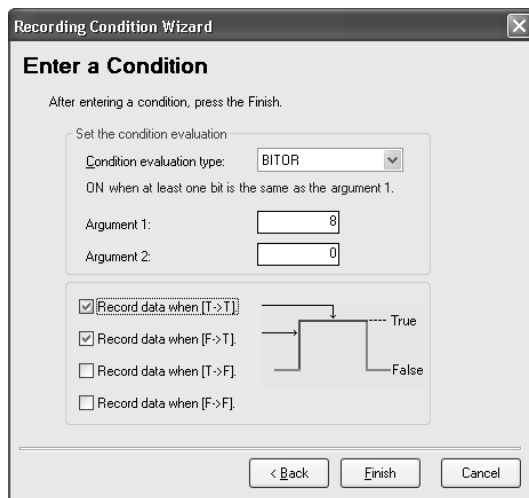 Recording Condition Wizard
Enter a Condition
After entering a condition, press the Finish.
Set the condition evaluation
Condition evaluation type: BITOR
ON when at least one bit is the same as the argument 1.
Argument 1: 8
Argument 2: 0
Record data when [T->T].
Record data when [F->T].
Record data when [T->F].
Record data when [F->F].
True
False
< Back Finish Cancel